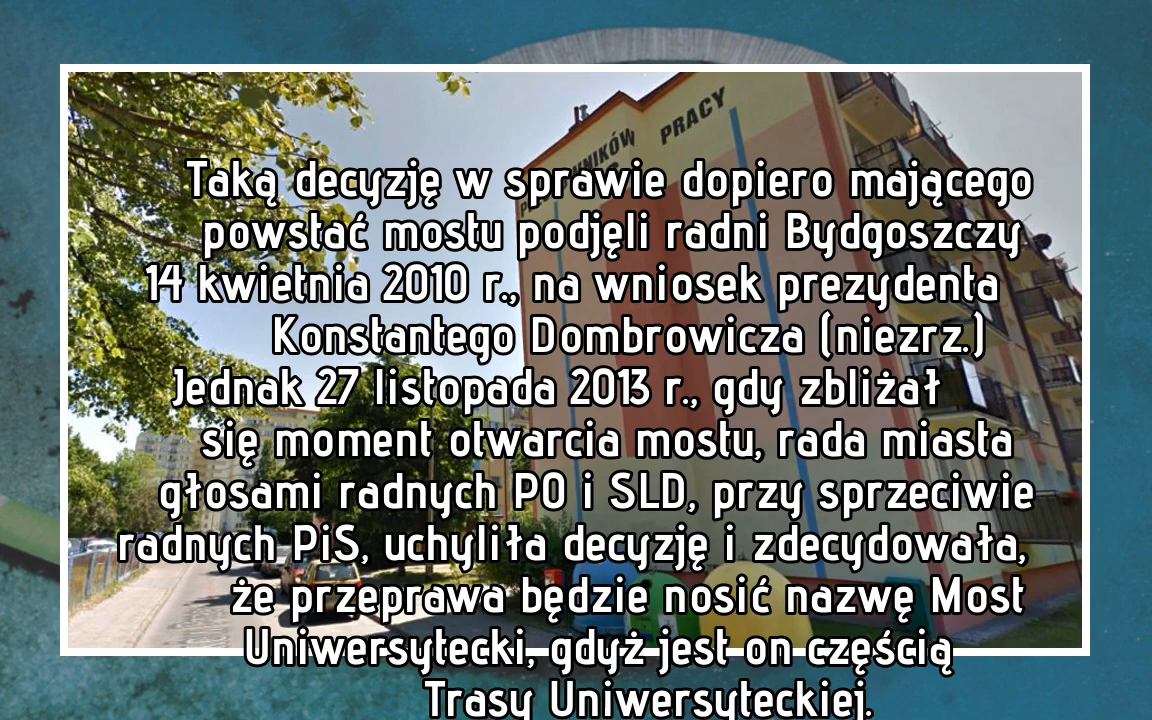 PRACY
Taką decyzję w sprawie dopiero mającego
powstać mostu podjęli radni Bydgoszczy
14 kwietnia 2010 r., na wniosek prezydenta
Konstantego Dombrowicza (niezrz.)
Jednak 27 listopada 2013 r., gdy zbliżał
się moment otwarcia mostu, rada miasta
głosami radnych PO i SLD, przy sprzeciwie
radnych PiS, uchyliła decyzję i zdecydowała,
że przeprawa będzie nosić nazwę Most
Uniwersytecki, gdyż jest on częścią
Trasy Uniwersyteckiej.